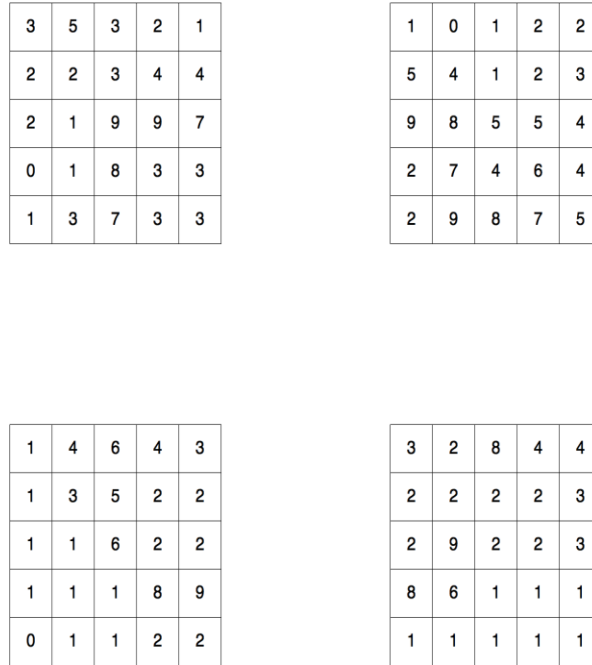 3 5 3 2 1
2 2 3 4 4
2 1 9 9 7
0 1 8 3 3
1 3 7 3 3
1 0 1 2 2
5 4 1 2 3
9 8 5 5 4
2 7 4 6 4
2 9 8 7 5
1 4 6 4 3
1 3 5 2 2
1 1 6 2 2
1 1 1 8 9
0 1 1 2 2
3 2 8 4 4
2 2 2 2 3
2 9 2 2 3
8 6 1 1 1
1 1 1 1 1